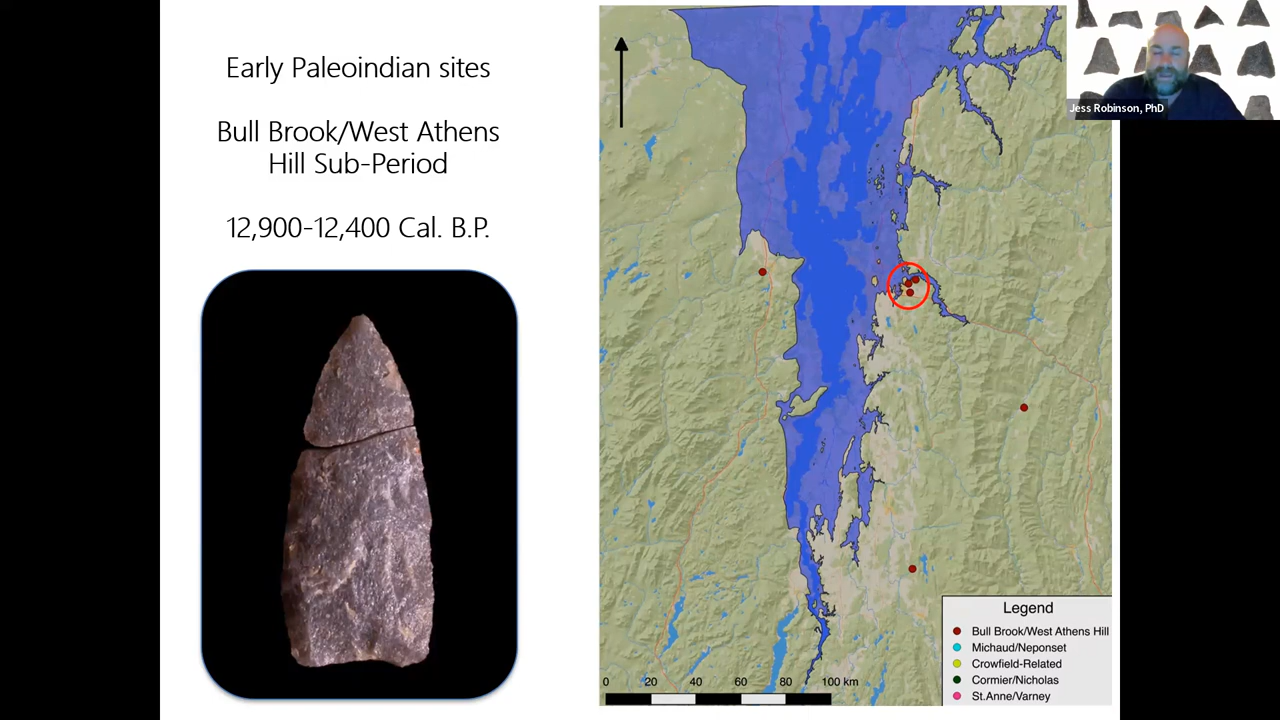 Early Paleoindian sites
Bull Brook/West Athens
Hill Sub-Period
12,900-12,400 Cal. B.P.
Jess Robinson, PhD
Legend
Bull Brook/West Athens Hill
Michaud/Neponset
Crowfield-Related
Cormier/Nicholas
St.Anne/Varney
0 20 40 60 80 100 km